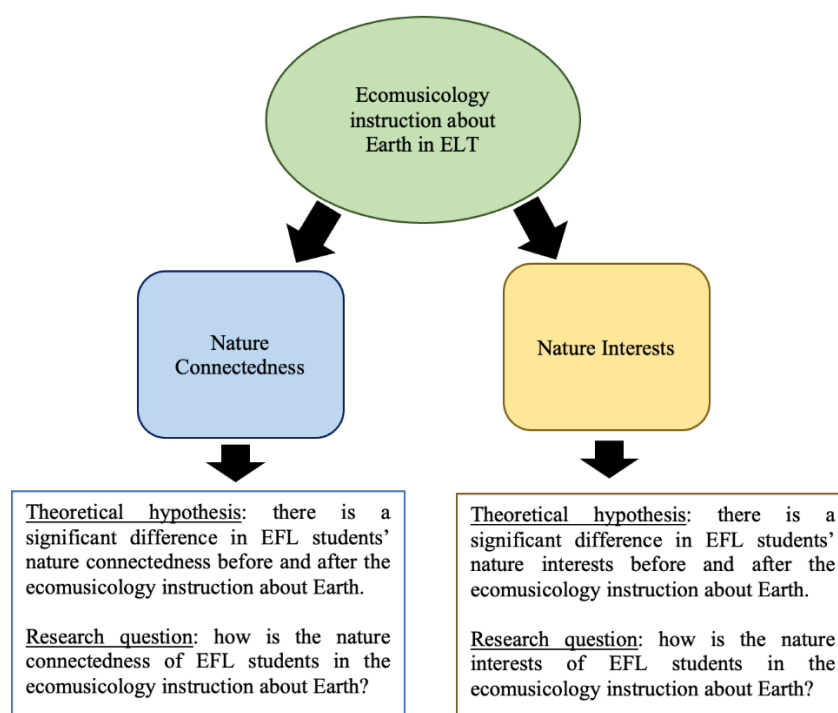 Ecomusicology
instruction about
Earth in ELT
Nature
Connectedness
Nature Interests
Theoretical hypothesis: there is a
significant difference in EFL students’
nature connectedness before and after the
ecomusicology instruction about Earth.
Research question: how is the nature
connectedness of EFL students in the
ecomusicology instruction about Earth?
Theoretical hypothesis: there is a
significant difference in EFL students’
nature interests before and after the
ecomusicology instruction about Earth.
Research question: how is the nature
interests of EFL students in the
ecomusicology instruction about Earth?